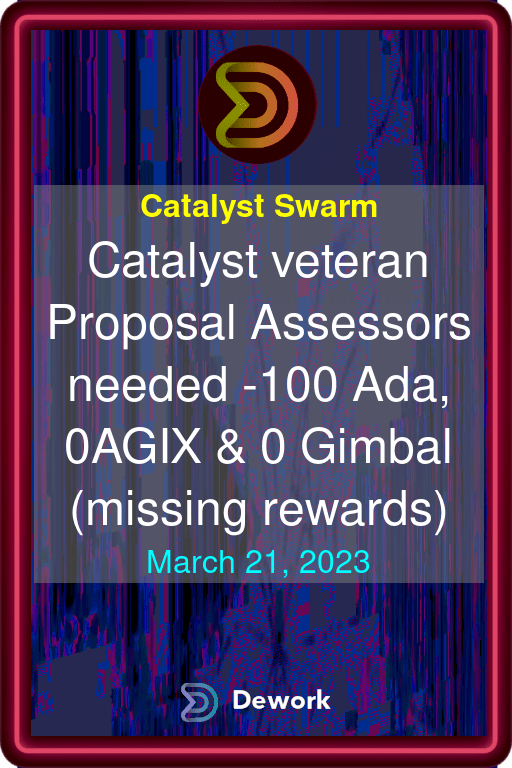 Catalyst Swarm
Catalyst veteran
Proposal Assessors
needed -100 Ada,
0AGIX & 0 Gimbal
(missing rewards)
March 21, 2023
Dework